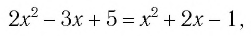 2x² − 3x + 5 = x² + 2x − 1,